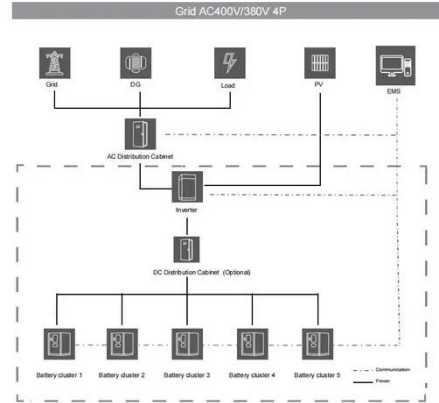 Grid AC400V/380V 4P
Grid
DG
Load
PV
EMS
AC Distribution Cabinet
Inverter
DC Distribution Cabinet (Optional)
Battery cluster 1
Battery cluster 2
Battery cluster 3
Battery cluster 4
Battery cluster 5
Communication
Power